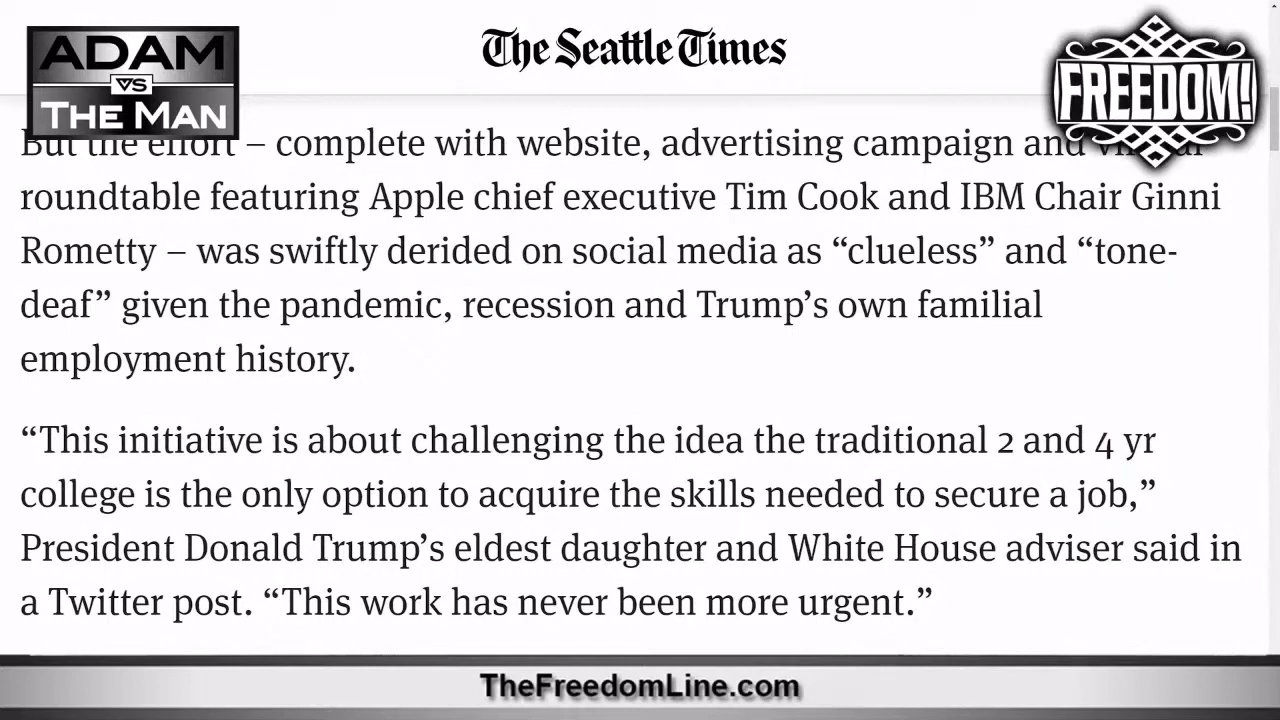 ADAM
VS
THE MAN
The Seattle Times
FREEDOM!
But the effort – complete with website, advertising campaign and virtual
roundtable featuring Apple chief executive Tim Cook and IBM Chair Ginni
Rometty – was swiftly derided on social media as “clueless” and “tone-
deaf” given the pandemic, recession and Trump’s own familial
employment history.
“This initiative is about challenging the idea the traditional 2 and 4 yr
college is the only option to acquire the skills needed to secure a job,”
President Donald Trump’s eldest daughter and White House adviser said in
a Twitter post. “This work has never been more urgent.”
TheFreedomLine.com